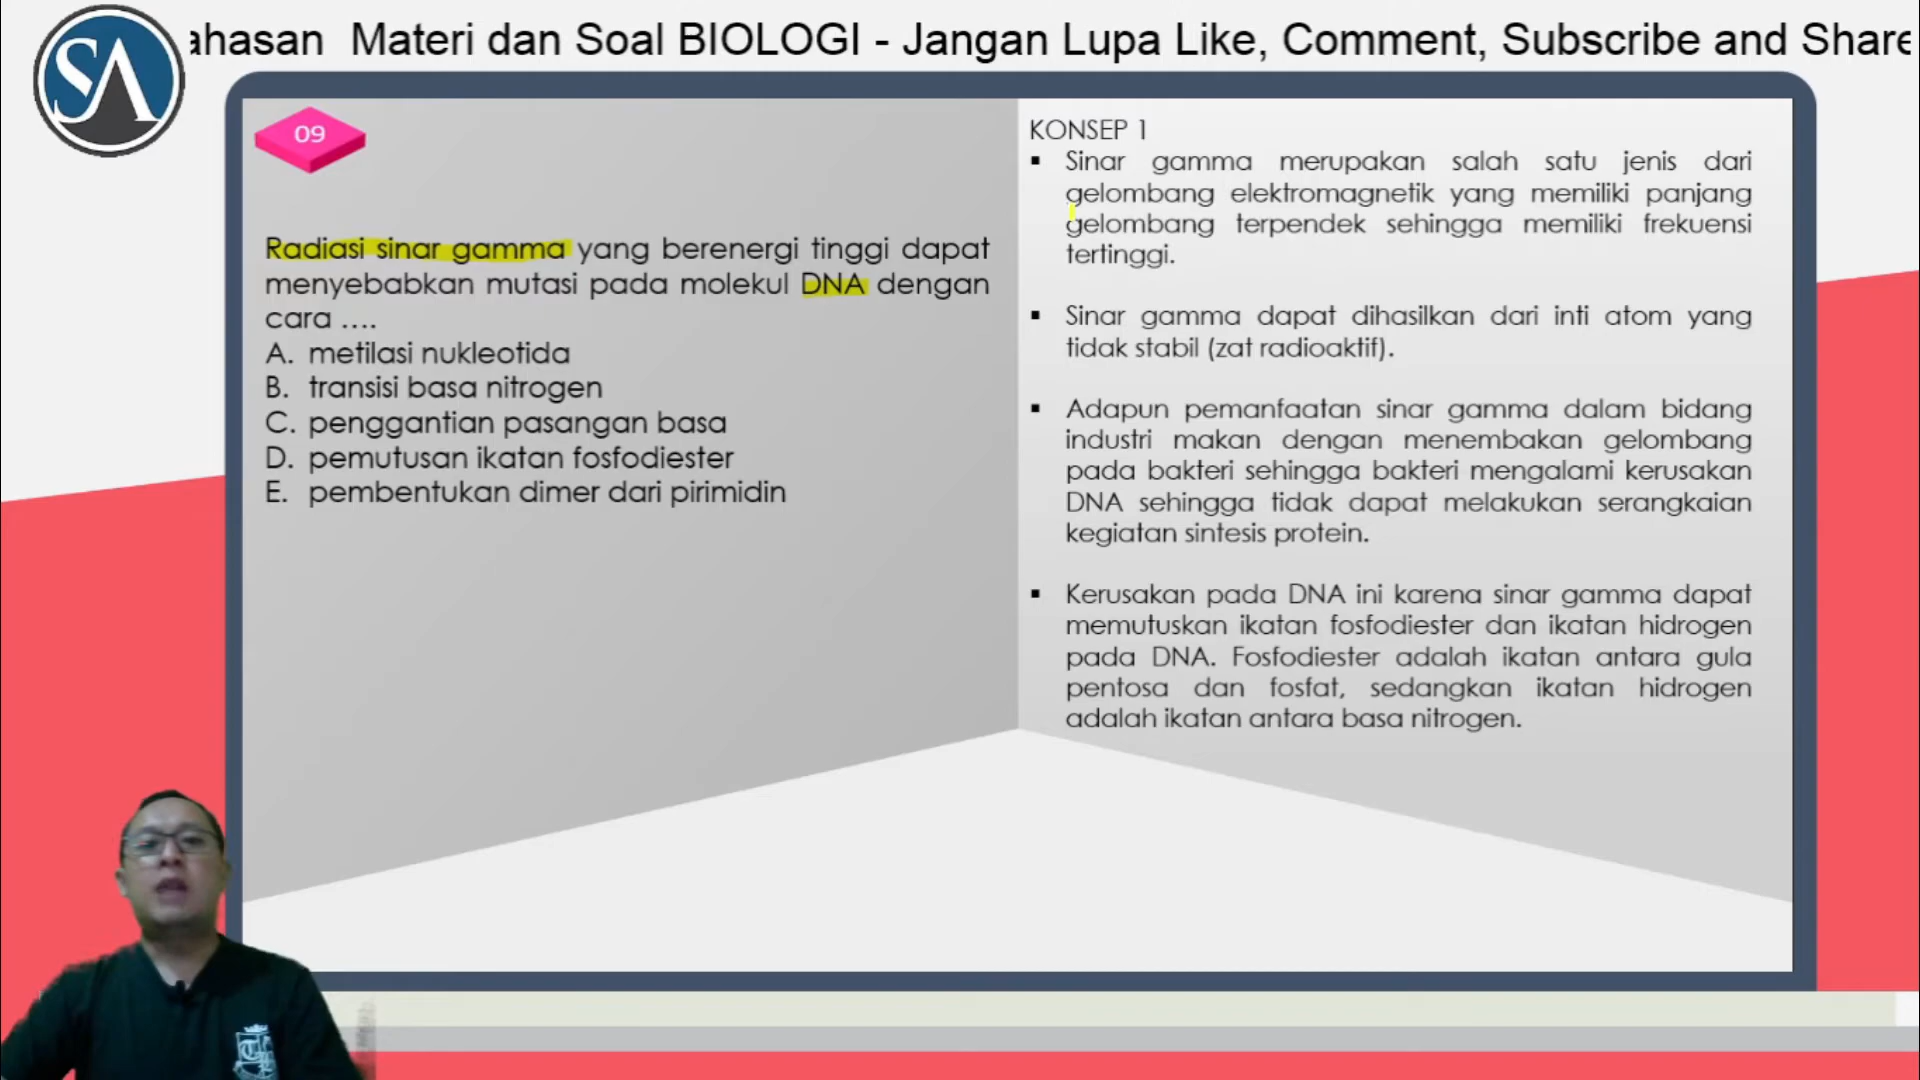 ahasan Materi dan Soal BIOLOGI - Jangan Lupa Like, Comment, Subscribe and Share
SA
09
Radiasi sinar gamma yang berenergi tinggi dapat
menyebabkan mutasi pada molekul DNA dengan
cara ....
A. metilasi nukleotida
B. transisi basa nitrogen
C. penggantian pasangan basa
D. pemutusan ikatan fosfodiester
E. pembentukan dimer dari pirimidin
KONSEP 1
▪ Sinar gamma merupakan salah satu jenis dari
gelombang elektromagnetik yang memiliki panjang
gelombang terpendek sehingga memiliki frekuensi
tertinggi.
▪ Sinar gamma dapat dihasilkan dari inti atom yang
tidak stabil (zat radioaktif).
▪ Adapun pemanfaatan sinar gamma dalam bidang
industri makan dengan menembakan gelombang
pada bakteri sehingga bakteri mengalami kerusakan
DNA sehingga tidak dapat melakukan serangkaian
kegiatan sintesis protein.
▪ Kerusakan pada DNA ini karena sinar gamma dapat
memutuskan ikatan fosfodiester dan ikatan hidrogen
pada DNA. Fosfodiester adalah ikatan antara gula
pentosa dan fosfat, sedangkan ikatan hidrogen
adalah ikatan antara basa nitrogen.